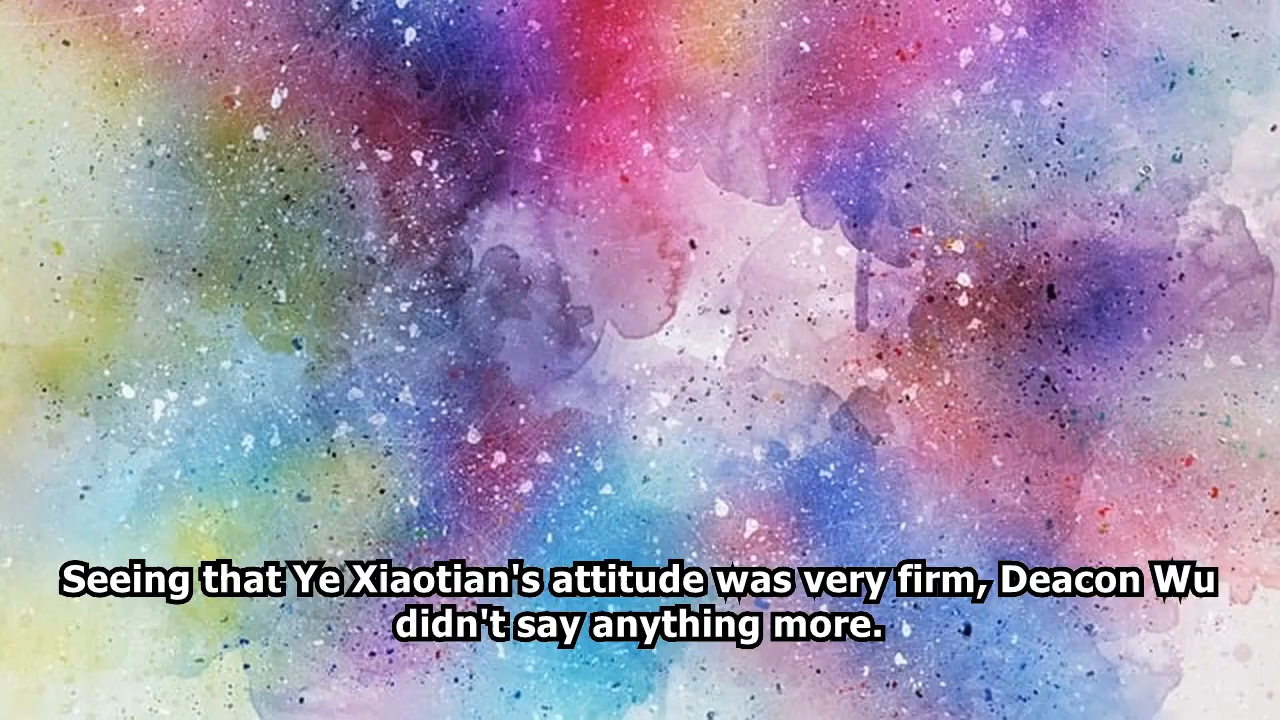 Seeing that Ye Xiaotian's attitude was very firm, Deacon Wu
didn't say anything more.